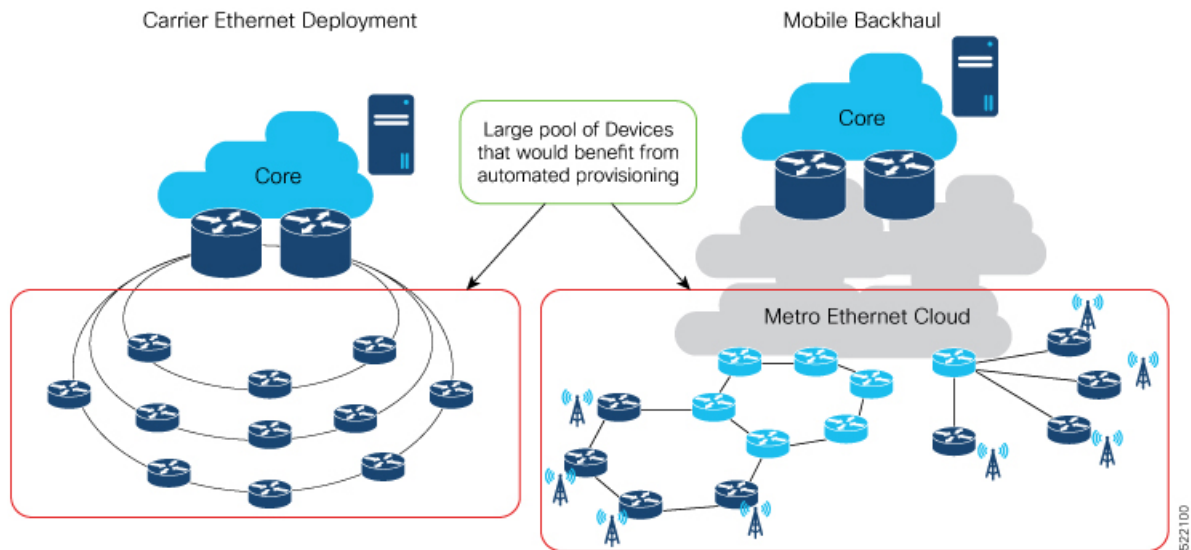 Carrier Ethernet Deployment
Mobile Backhaul
Core
Large pool of Devices
that would benefit from
automated provisioning
Core
Metro Ethernet Cloud
522100